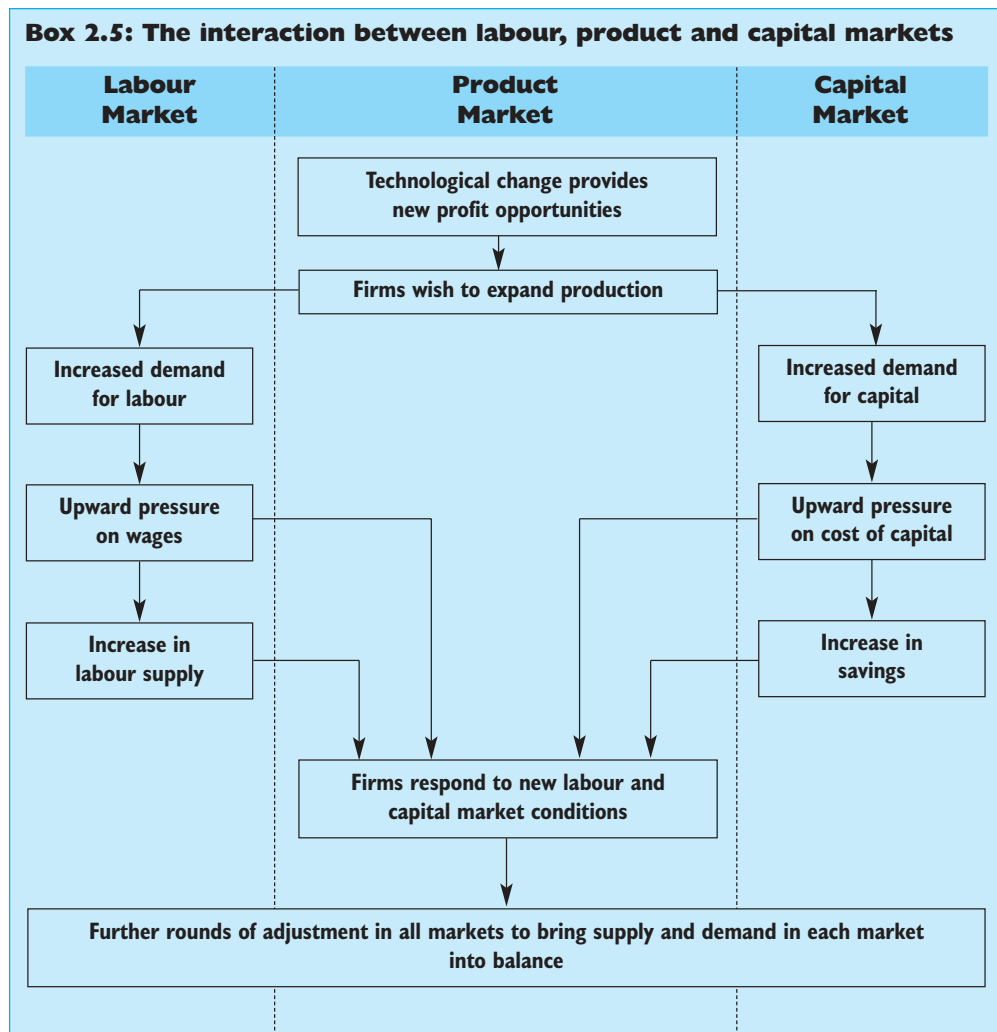 Box 2.5: The interaction between labour, product and capital markets
Labour
Market
Product
Market
Capital
Market
Technological change provides
new profit opportunities
Firms wish to expand production
Increased demand
for labour
Increased demand
for capital
Upward pressure
on wages
Upward pressure
on cost of capital
Increase in
labour supply
Increase in
savings
Firms respond to new labour and
capital market conditions
Further rounds of adjustment in all markets to bring supply and demand in each market
into balance